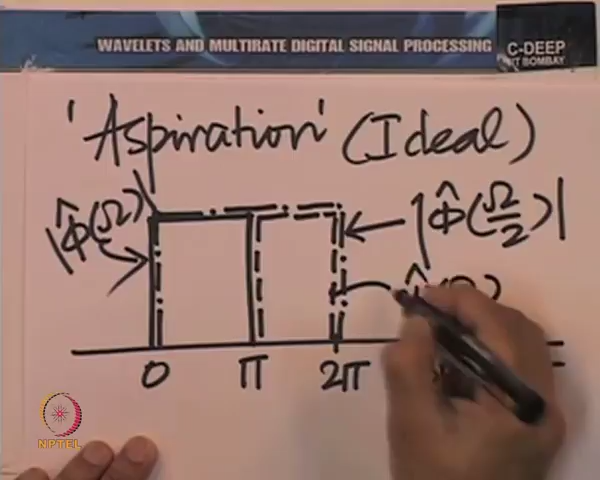 WAVELETS AND MULTIRATE DIGITAL SIGNAL PROCESSING
C-DEEP
IIT BOMBAY
'Aspiration' (Ideal)
|Φ̂(Ω)| |Φ̂(Ω/2)|
0 π 2π
NPTEL